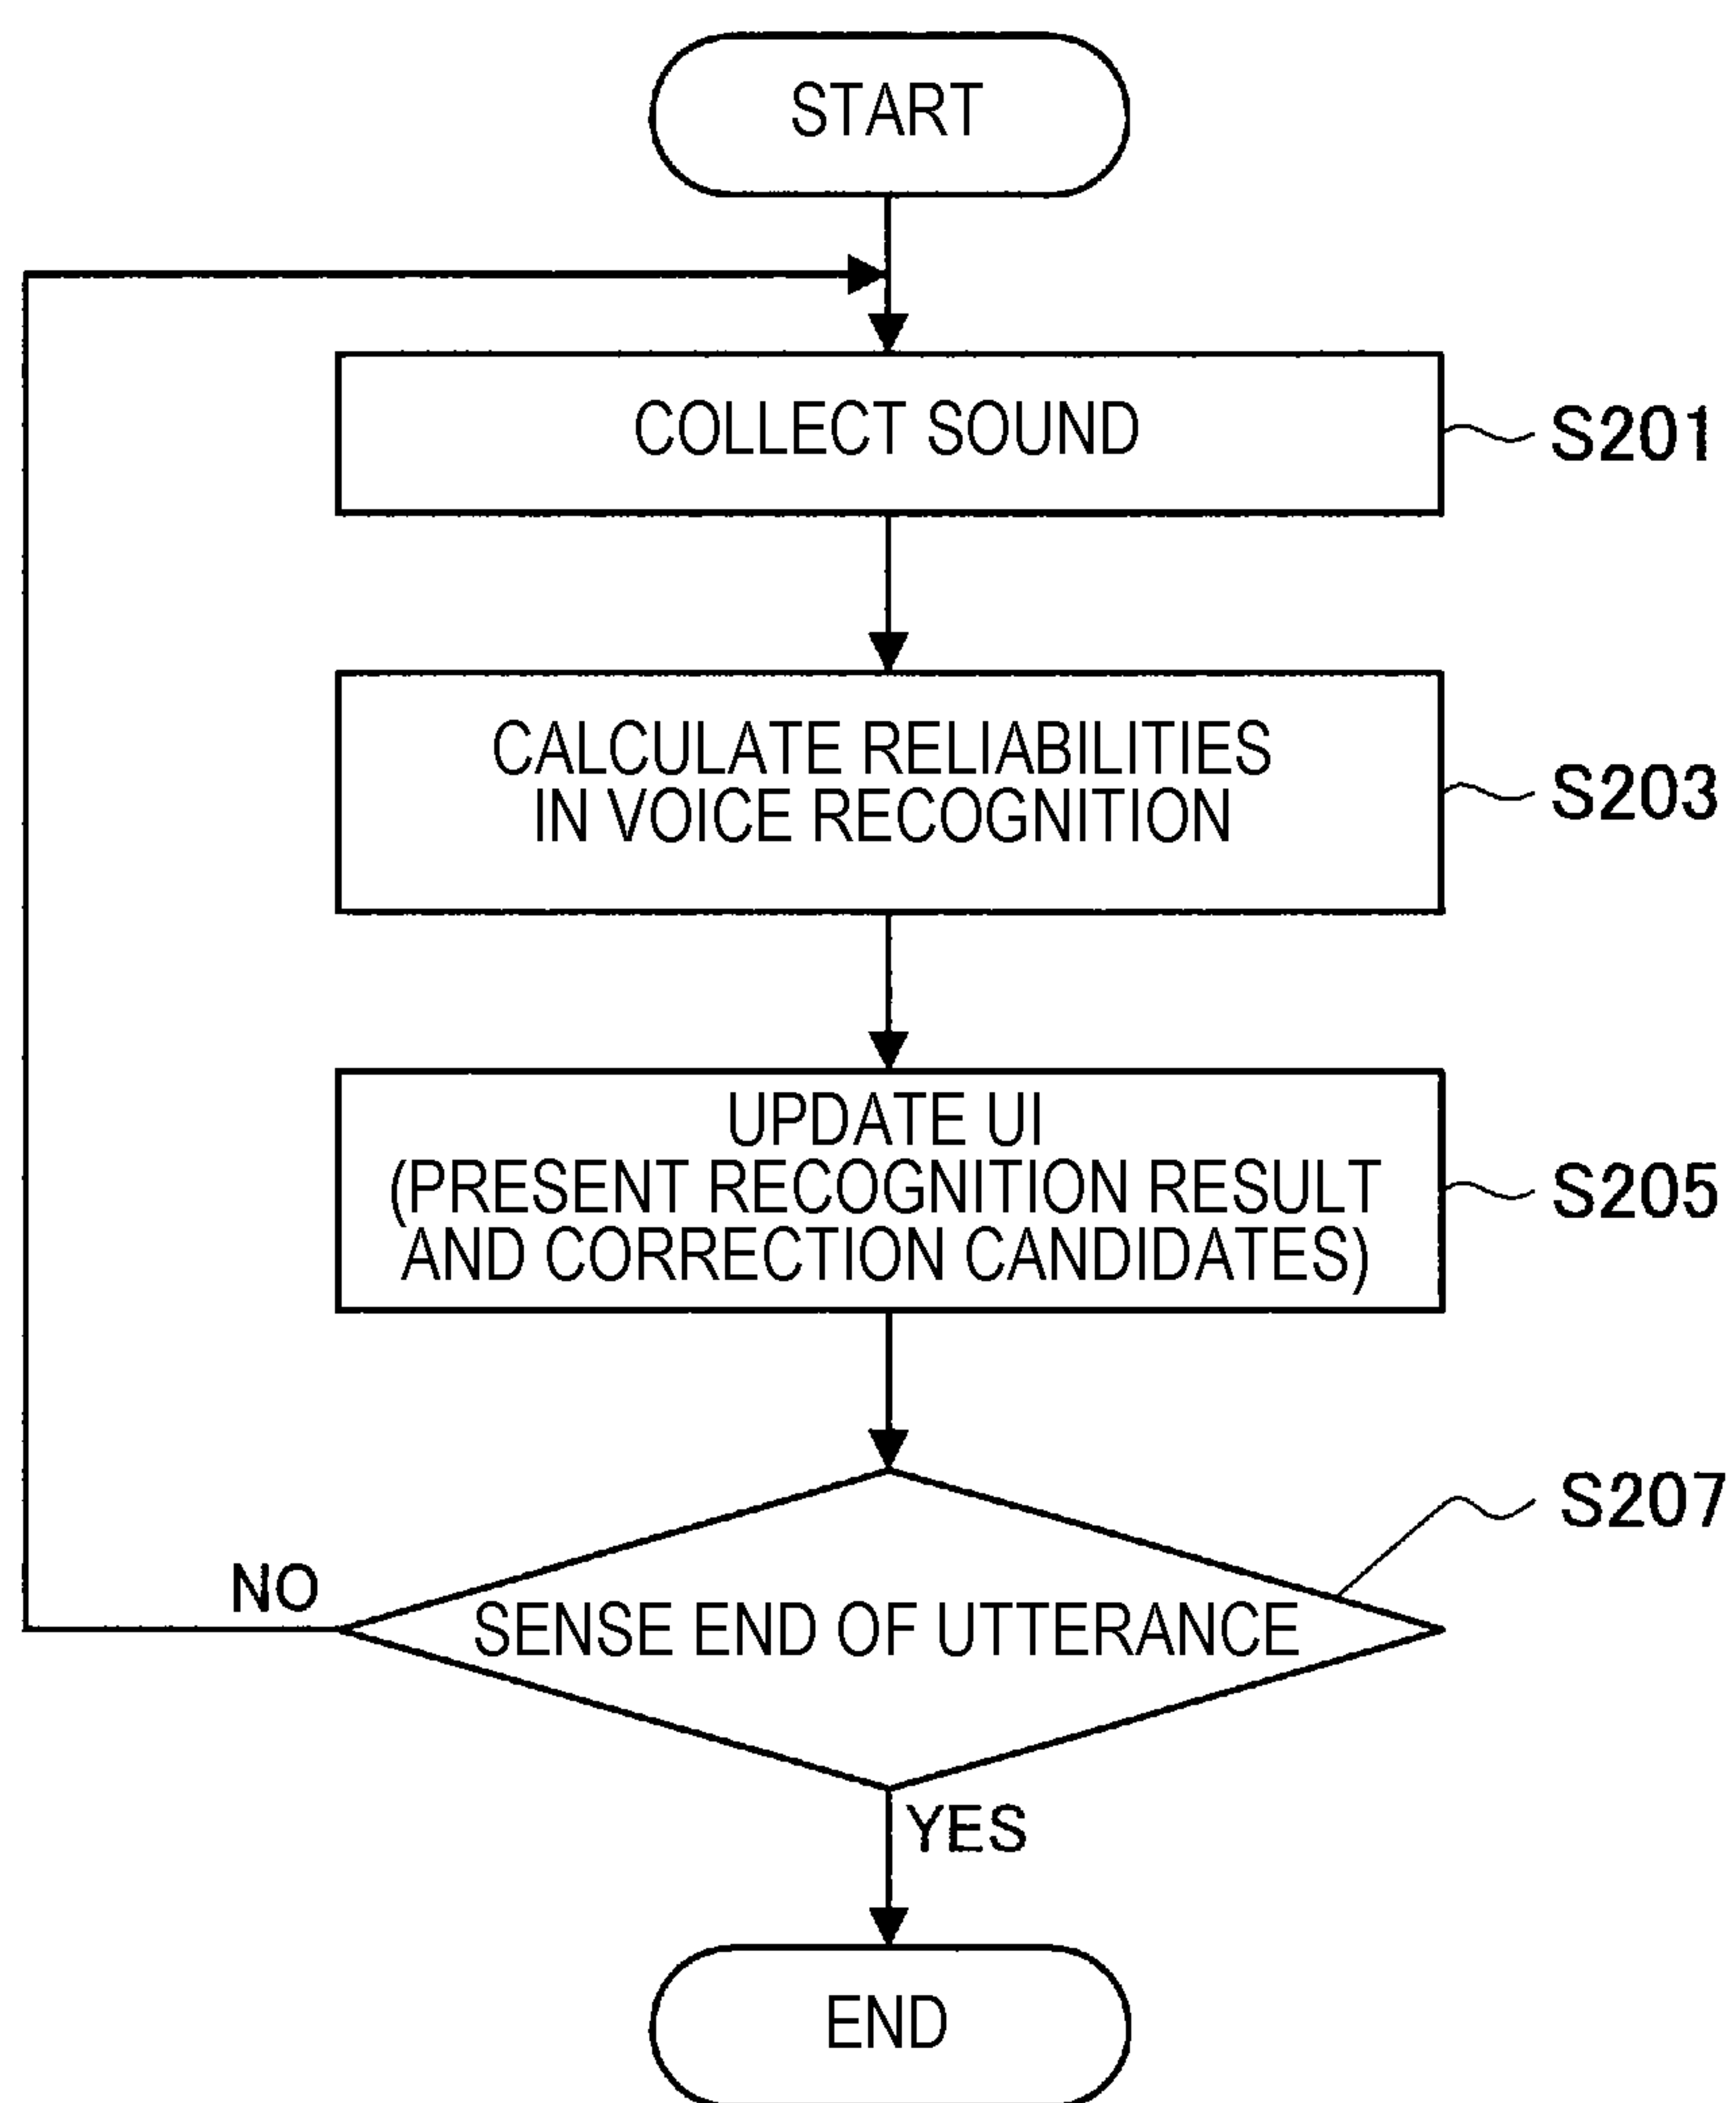 START
COLLECT SOUND
S201
CALCULATE RELIABILITIES
IN VOICE RECOGNITION
S203
UPDATE UI
(PRESENT RECOGNITION RESULT
AND CORRECTION CANDIDATES)
S205
S207
NO
SENSE END OF UTTERANCE
YES
END